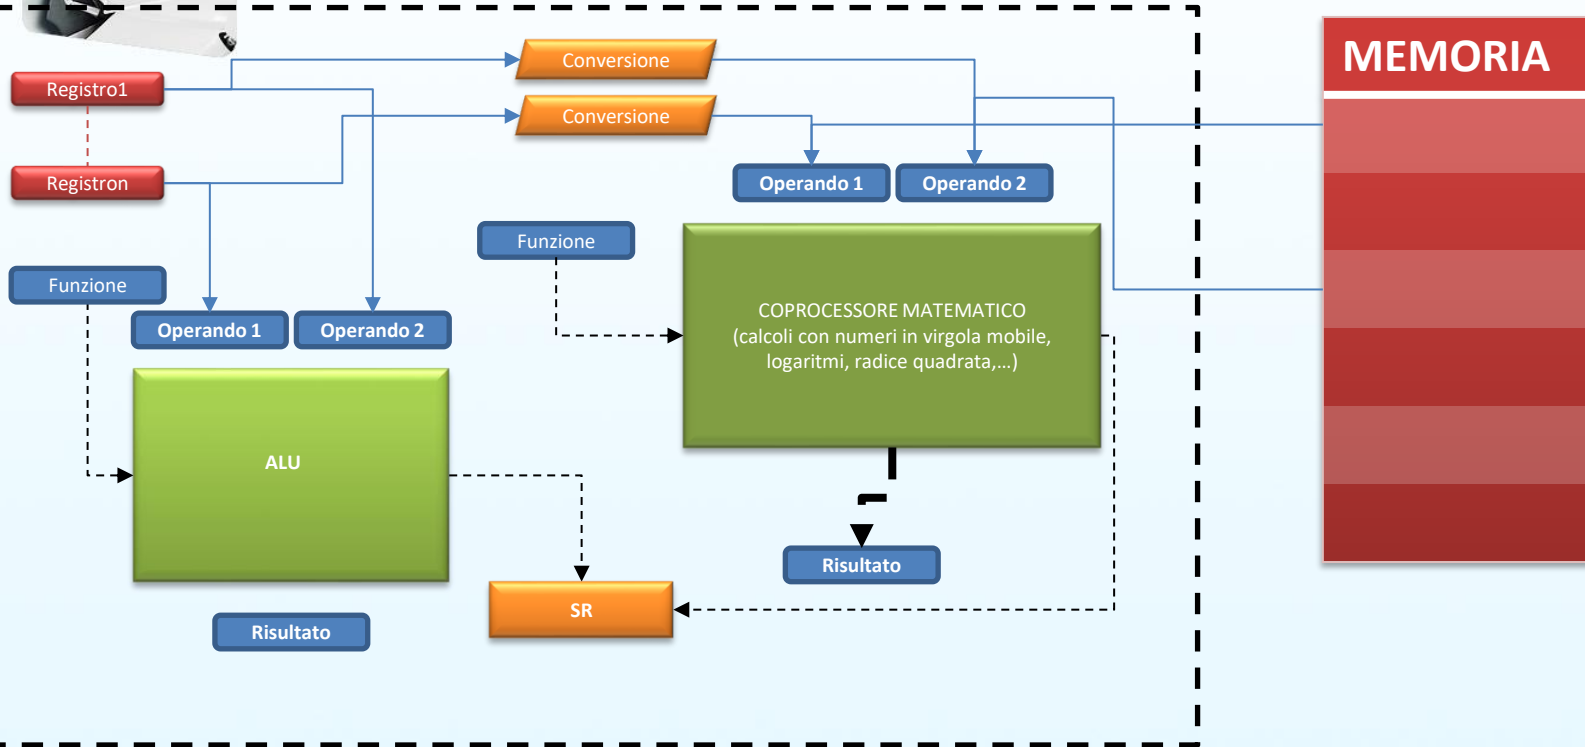 MEMORIA
Conversione
Registro1
Conversione
Registron
Operando 1
Operando 2
Funzione
Funzione
Operando 1
Operando 2
COPROCESSORE MATEMATICO
(calcoli con numeri in virgola mobile,
logaritmi, radice quadrata,...)
ALU
Risultato
SR
Risultato